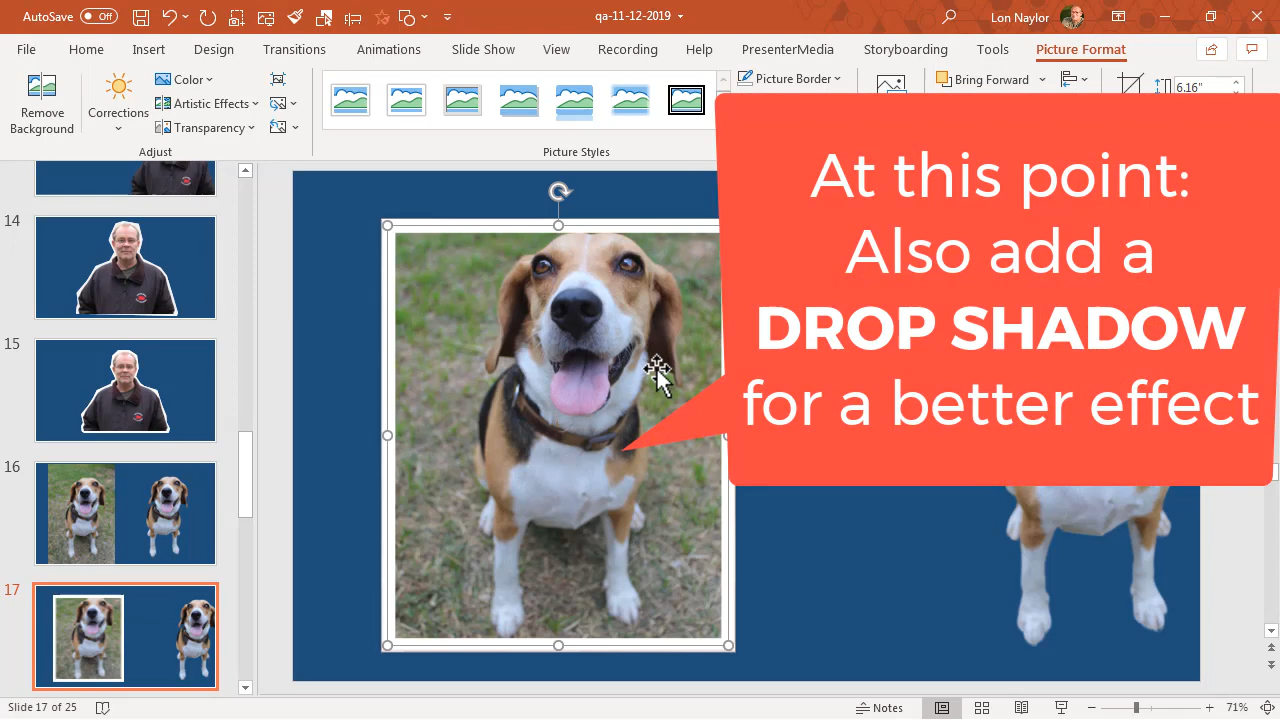 AutoSave Off
qa-11-12-2019
Lon Naylor
File Home Insert Design Transitions Animations Slide Show View Recording Help PresenterMedia Storyboarding Tools Picture Format
Remove Background
Corrections
Color
Artistic Effects
Transparency
Adjust
Picture Styles
Picture Border
Bring Forward
6.16"
At this point:
Also add a
DROP SHADOW
for a better effect
14
15
16
17
Slide 17 of 25
Notes
71%